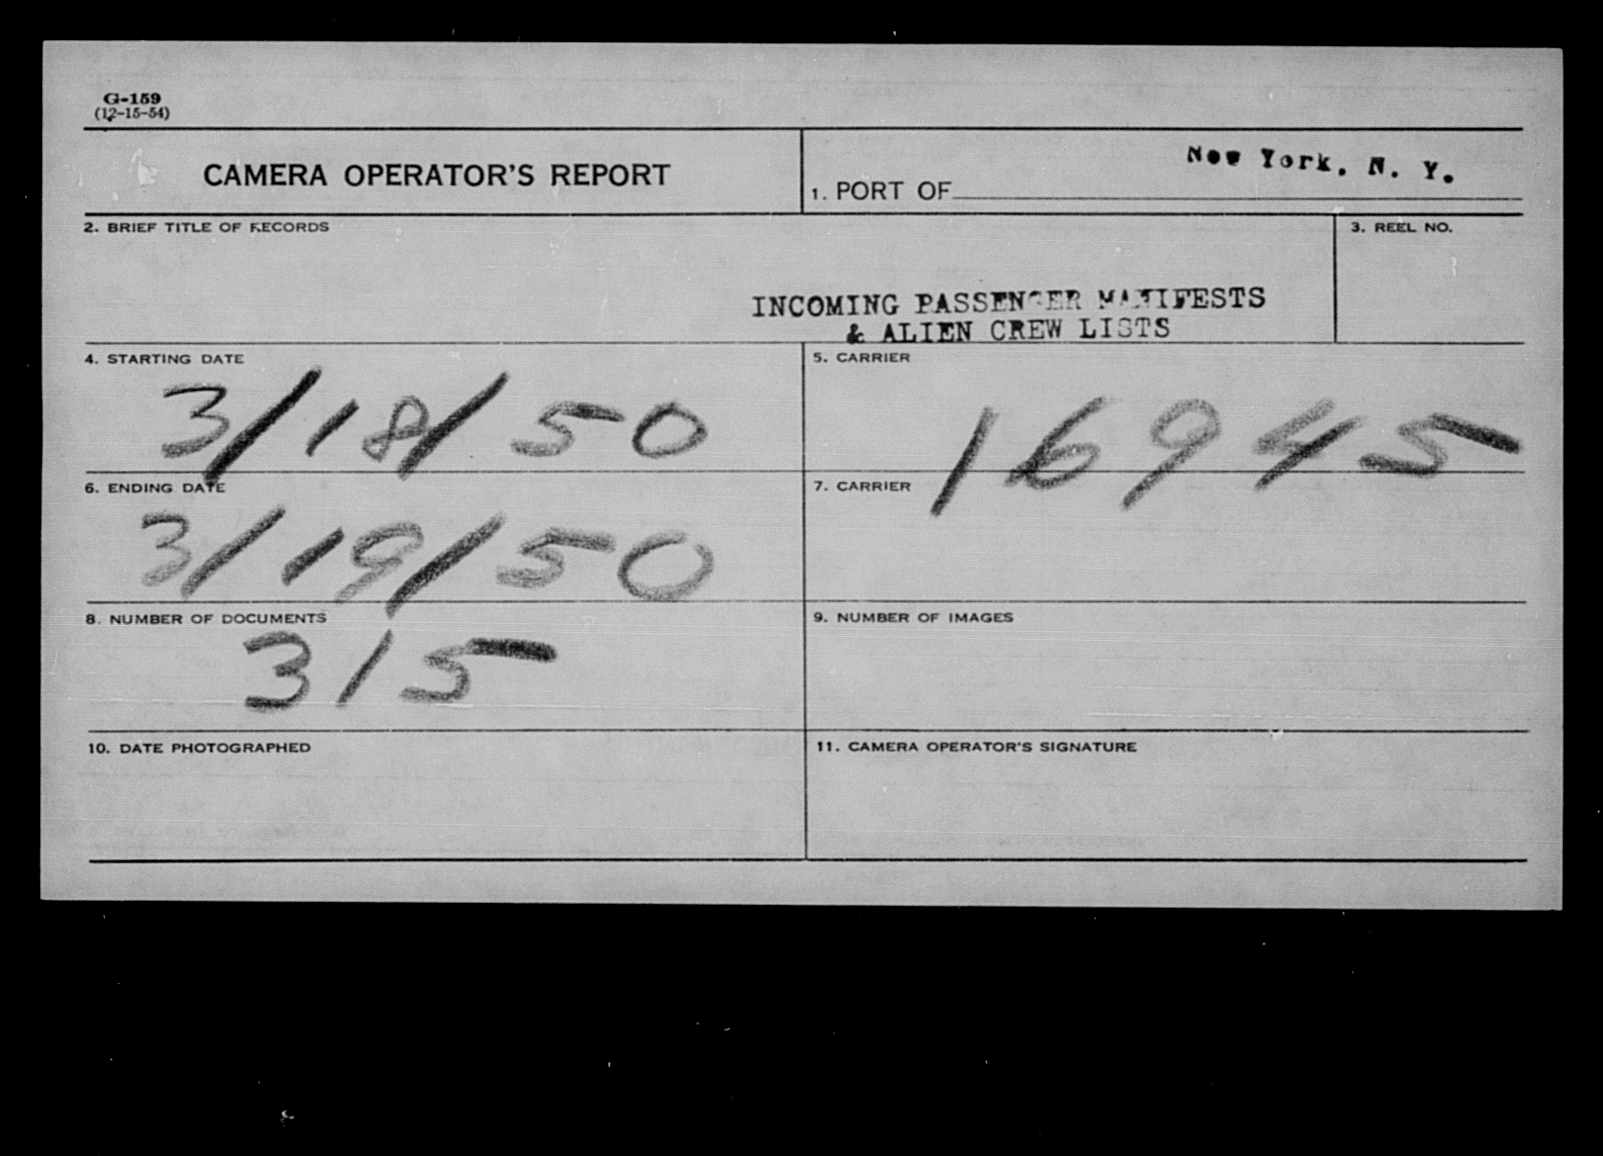 G-159
(12-15-54)
CAMERA OPERATOR'S REPORT
1. PORT OF New York, N. Y.
2. BRIEF TITLE OF RECORDS
3. REEL NO.
INCOMING PASSENGER MANIFESTS
& ALIEN CREW LISTS
4. STARTING DATE
3/18/50
5. CARRIER
16945
6. ENDING DATE
3/19/50
7. CARRIER
8. NUMBER OF DOCUMENTS
315
9. NUMBER OF IMAGES
10. DATE PHOTOGRAPHED
11. CAMERA OPERATOR'S SIGNATURE